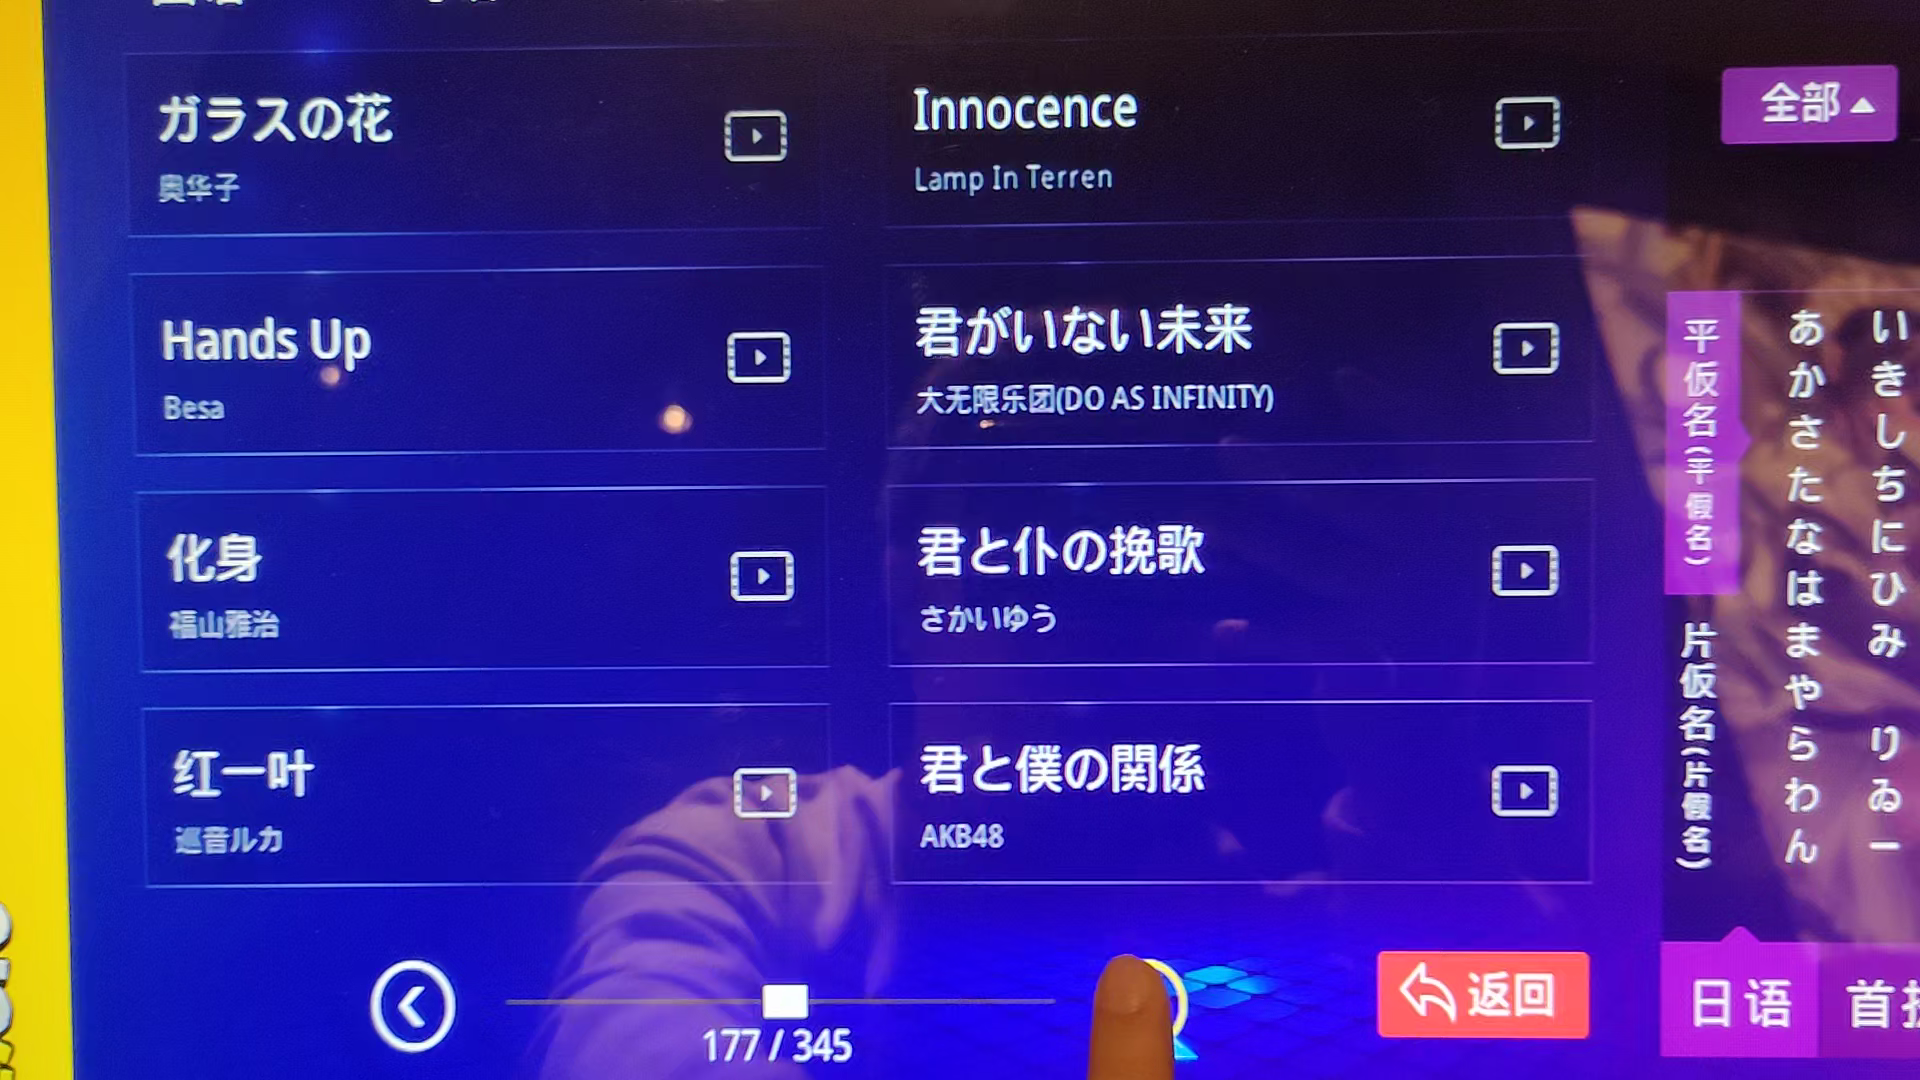 ガラスの花
奥华子
Innocence
Lamp In Terren
Hands Up
Besa
君がいない未来
大无限乐团(DO AS INFINITY)
化身
福山雅治
君と仆の挽歌
さかいゆう
红一叶
巡音ルカ
君と僕の関係
AKB48
177 / 345
返回
全部
平仮名(平假名)
片仮名(片假名)
あかさたなはまやらわん
いきしちにひみ りゐー
日语
首